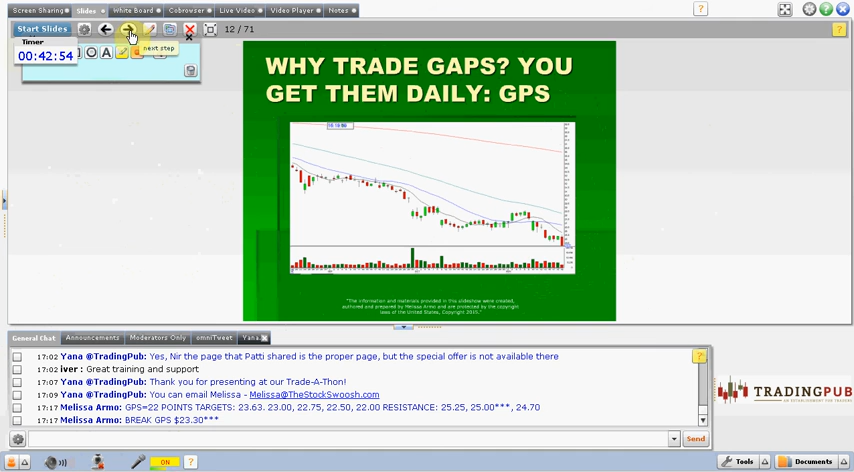 Screen Sharing
Slides
White Board
Cobrowser
Live Video
Video Player
Notes
?
Start Slides
12 / 71
?
Timer
00:42:54
A
next step
WHY TRADE GAPS? YOU
GET THEM DAILY: GPS
"The information and materials provided in this slideshow were created,
authored and prepared by Melissa Armo and are protected by the copyright
laws of the United States, Copyright 2015."
General Chat
Announcements
Moderators Only
omniTweet
Yana
17:02 Yana @TradingPub: Yes, Nir the page that Patti shared is the proper page, but the special offer is not available there
17:02 iver : Great training and support
17:07 Yana @TradingPub: Thank you for presenting at our Trade-A-Thon!
17:09 Yana @TradingPub: You can email Melissa - Melissa@TheStockSwoosh.com
17:17 Melissa Armo: GPS=22 POINTS TARGETS: 23.63. 23.00, 22.75, 22.50, 22.00 RESISTANCE: 25.25, 25.00***, 24.70
17:17 Melissa Armo: BREAK GPS $23.30***
?
TRADINGPUB
Send
ON
?
Tools
Documents